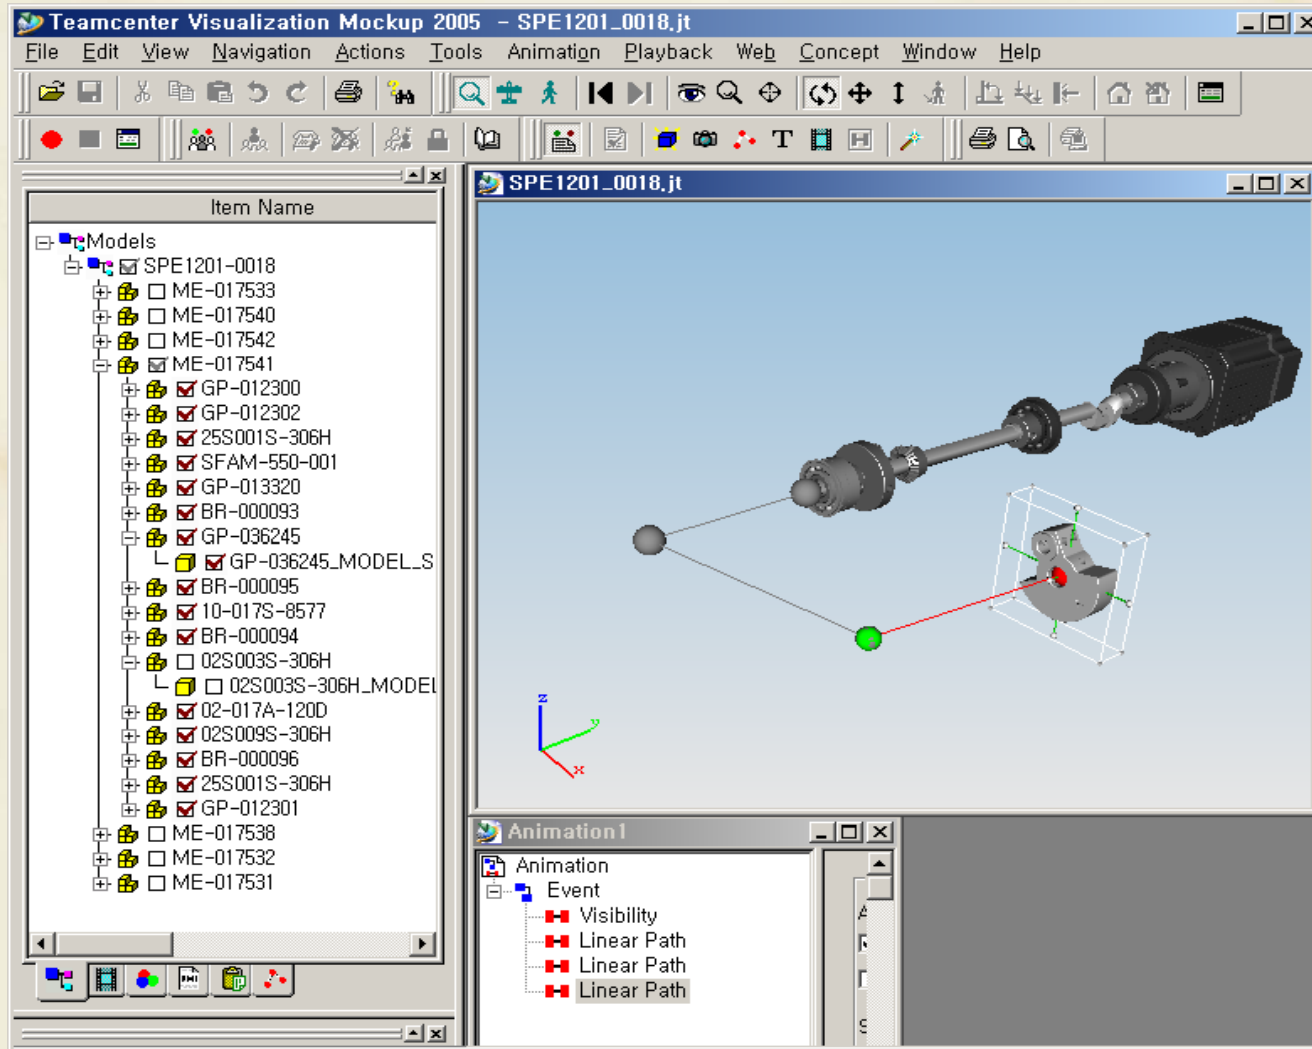 Teamcenter Visualization Mockup 2005 - SPE1201_0018.jt
File Edit View Navigation Actions Tools Animation Playback Web Concept Window Help
T H
Item Name
Models
SPE1201-0018
ME-017533
ME-017540
ME-017542
ME-017541
GP-012300
GP-012302
25S001S-306H
SFAM-550-001
GP-013320
BR-000093
GP-036245
GP-036245_MODEL_S
BR-000095
10-017S-8577
BR-000094
02S003S-306H
02S003S-306H_MODEL
02-017A-120D
02S009S-306H
BR-000096
25S001S-306H
GP-012301
ME-017538
ME-017532
ME-017531
SPE1201_0018.jt
z
y
x
Animation1
Animation
Event
Visibility
Linear Path
Linear Path
Linear Path